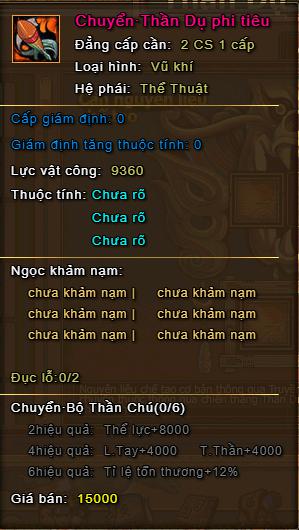 Chuyển·Thần Dụ phi tiêu
Đẳng cấp cần: 2 CS 1 cấp
Loại hình: Vũ khí
Hệ phái: Thể Thuật
Cấp giám định: 0
Giám định tăng thuộc tính: 0
Lực vật công: 9360
Thuộc tính: Chưa rõ
Chưa rõ
Chưa rõ
Ngọc khảm nạm:
chưa khảm nạm | chưa khảm nạm
chưa khảm nạm | chưa khảm nạm
chưa khảm nạm | chưa khảm nạm
Đục lỗ:0/2
Chuyển·Bộ Thần Chú(0/6)
2hiệu quả: Thể lực+8000
4hiệu quả: L.Tay+4000 T.Thần+4000
6hiệu quả: Tỉ lệ tổn thương+12%
Giá bán: 15000